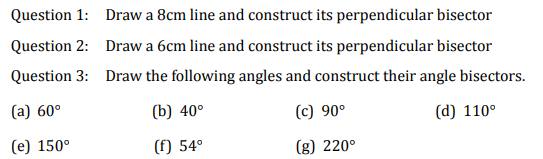 Question 1: Draw a 8cm line and construct its perpendicular bisector
Question 2: Draw a 6cm line and construct its perpendicular bisector
Question 3: Draw the following angles and construct their angle bisectors.
(a) 60° (b) 40° (c) 90° (d) 110°
(e) 150° (f) 54° (g) 220°